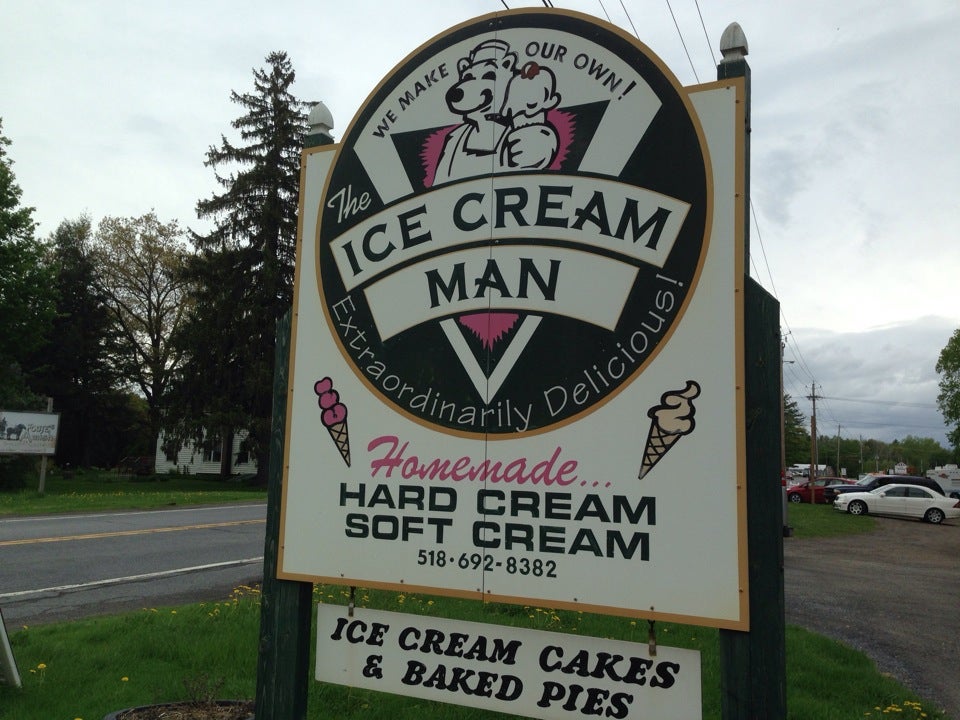 WE MAKE OUR OWN!
The
ICE CREAM
MAN
Extraordinarily Delicious!
Homemade...
HARD CREAM
SOFT CREAM
518·692-8382
ICE CREAM CAKES
& BAKED PIES
Amish